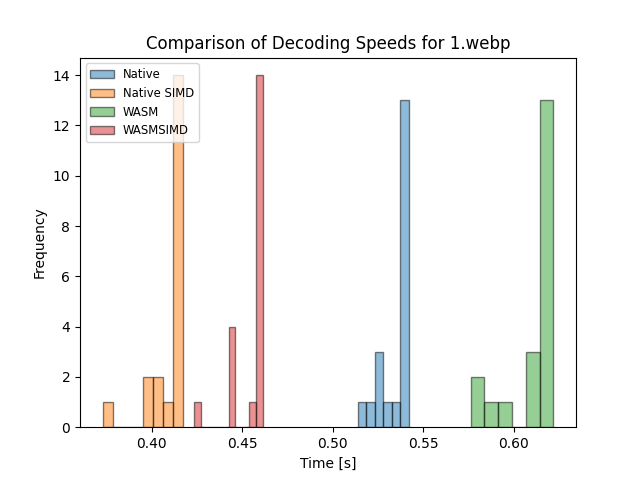 Comparison of Decoding Speeds for 1.webp
Native
Native SIMD
WASM
WASMSIMD
Frequency
14
12
10
8
6
4
2
0
0.40 0.45 0.50 0.55 0.60
Time [s]